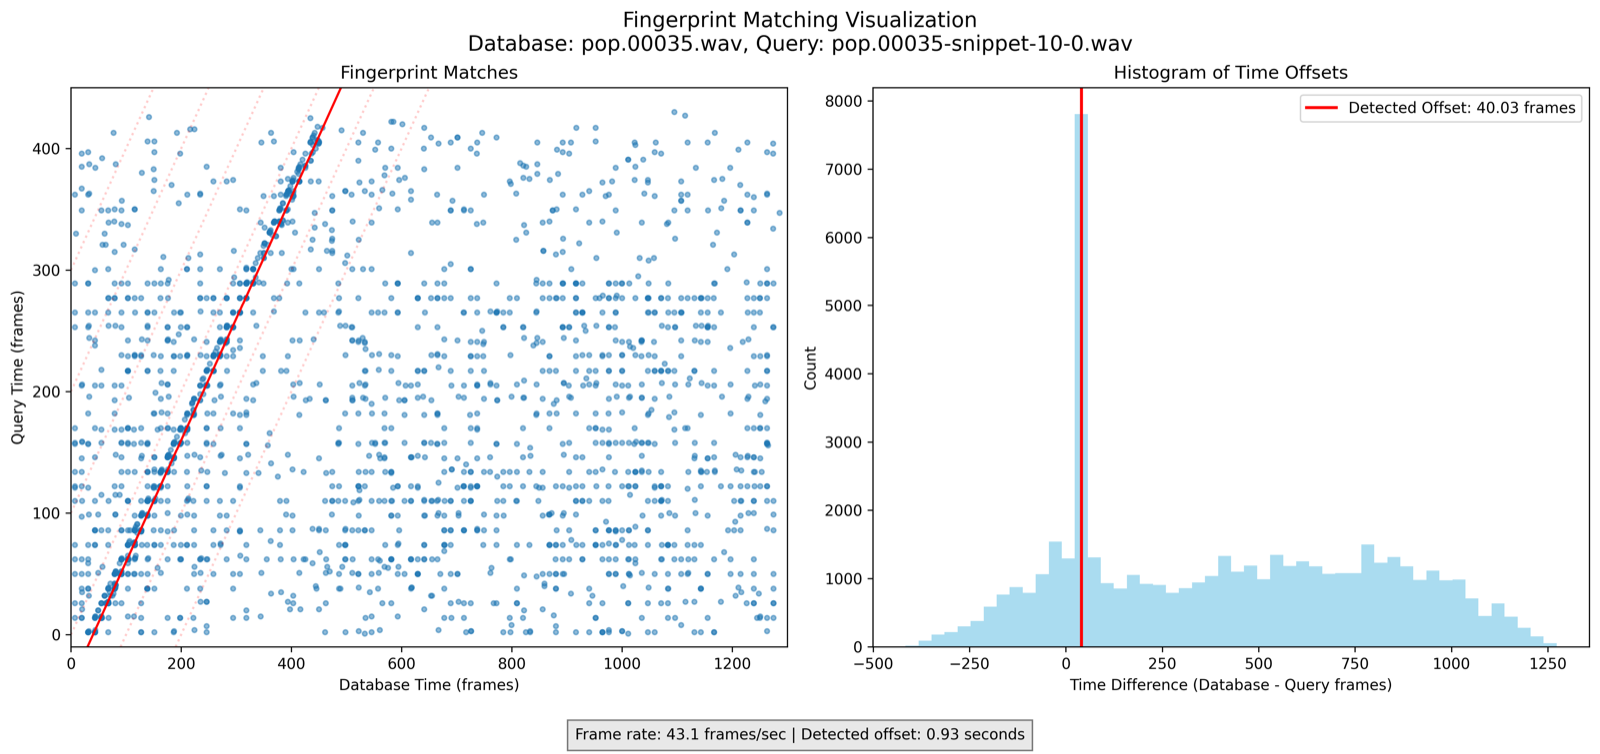 Fingerprint Matching Visualization
Database: pop.00035.wav, Query: pop.00035-snippet-10-0.wav
Fingerprint Matches
400
300
200
100
0
Query Time (frames)
0 200 400 600 800 1000 1200
Database Time (frames)
Histogram of Time Offsets
Detected Offset: 40.03 frames
8000
7000
6000
5000
4000
3000
2000
1000
0
Count
−500 −250 0 250 500 750 1000 1250
Time Difference (Database - Query frames)
Frame rate: 43.1 frames/sec | Detected offset: 0.93 seconds